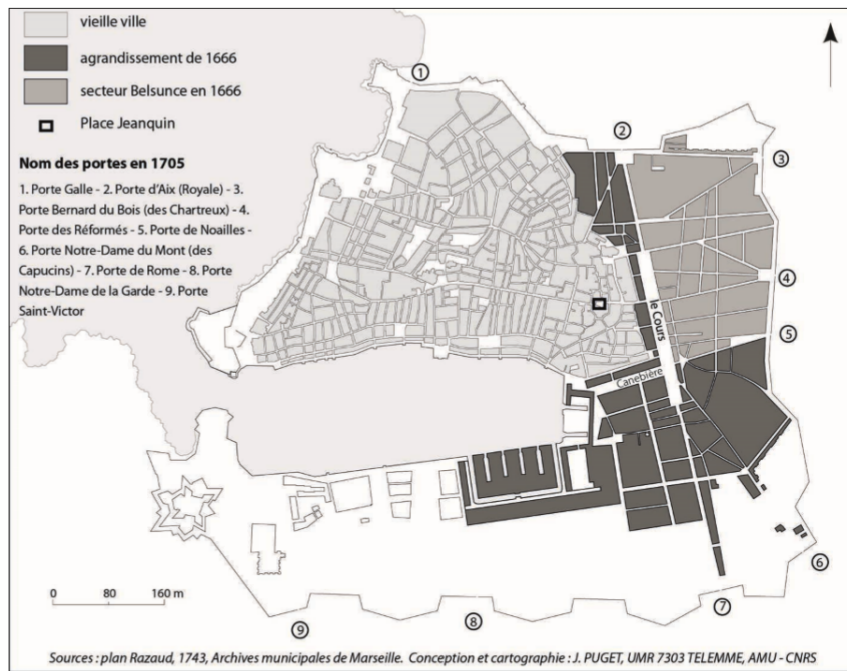 vieille ville
agrandissement de 1666
secteur Belsunce en 1666
Place Jeanquin
Nom des portes en 1705
1. Porte Galle - 2. Porte d'Aix (Royale) - 3.
Porte Bernard du Bois (des Chartreux) - 4.
Porte des Réformés - 5. Porte de Noailles -
6. Porte Notre-Dame du Mont (des
Capucins) - 7. Porte de Rome - 8. Porte
Notre-Dame de la Garde - 9. Porte
Saint-Victor
1
2
3
4
5
le Cours
Canebière
6
7
8
9
0 80 160 m
Sources : plan Razaud, 1743, Archives municipales de Marseille. Conception et cartographie : J. PUGET, UMR 7303 TELEMME, AMU - CNRS